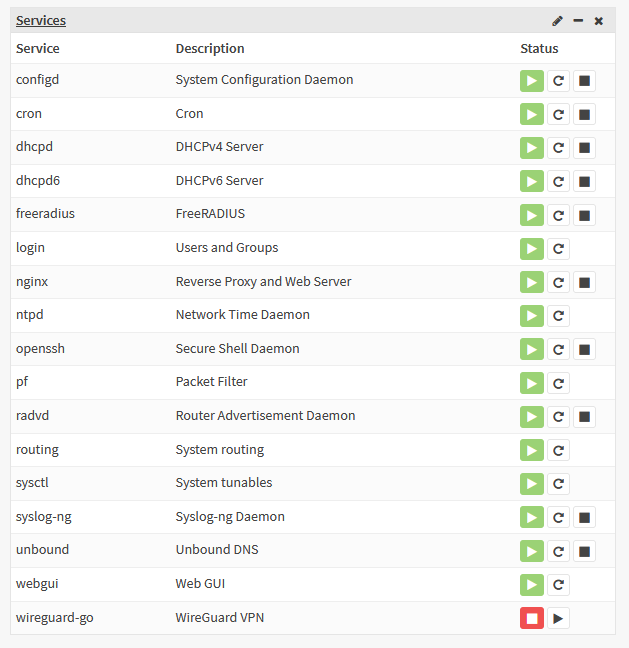 Services
Service Description Status
configd System Configuration Daemon
cron Cron
dhcpd DHCPv4 Server
dhcpd6 DHCPv6 Server
freeradius FreeRADIUS
login Users and Groups
nginx Reverse Proxy and Web Server
ntpd Network Time Daemon
openssh Secure Shell Daemon
pf Packet Filter
radvd Router Advertisement Daemon
routing System routing
sysctl System tunables
syslog-ng Syslog-ng Daemon
unbound Unbound DNS
webgui Web GUI
wireguard-go WireGuard VPN